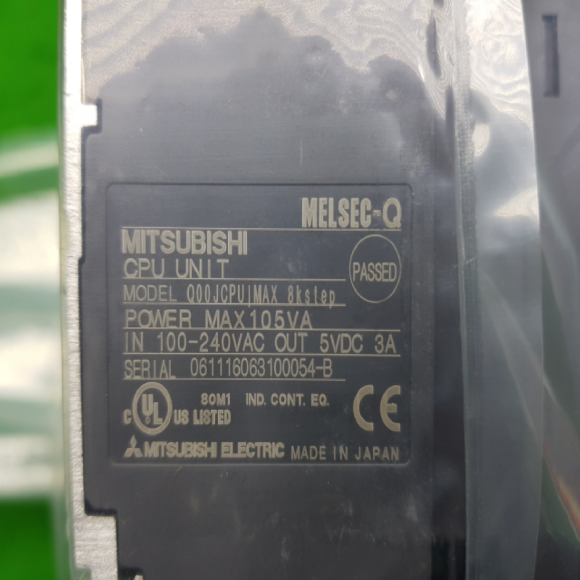 MELSEC-Q
MITSUBISHI
CPU UNIT
PASSED
MODEL Q00JCPU|MAX 8kstep
POWER MAX105VA
IN 100-240VAC OUT 5VDC 3A
SERIAL 061116063100054-B
C UL US LISTED
80M1 IND. CONT. EQ.
CE
MITSUBISHI ELECTRIC MADE IN JAPAN